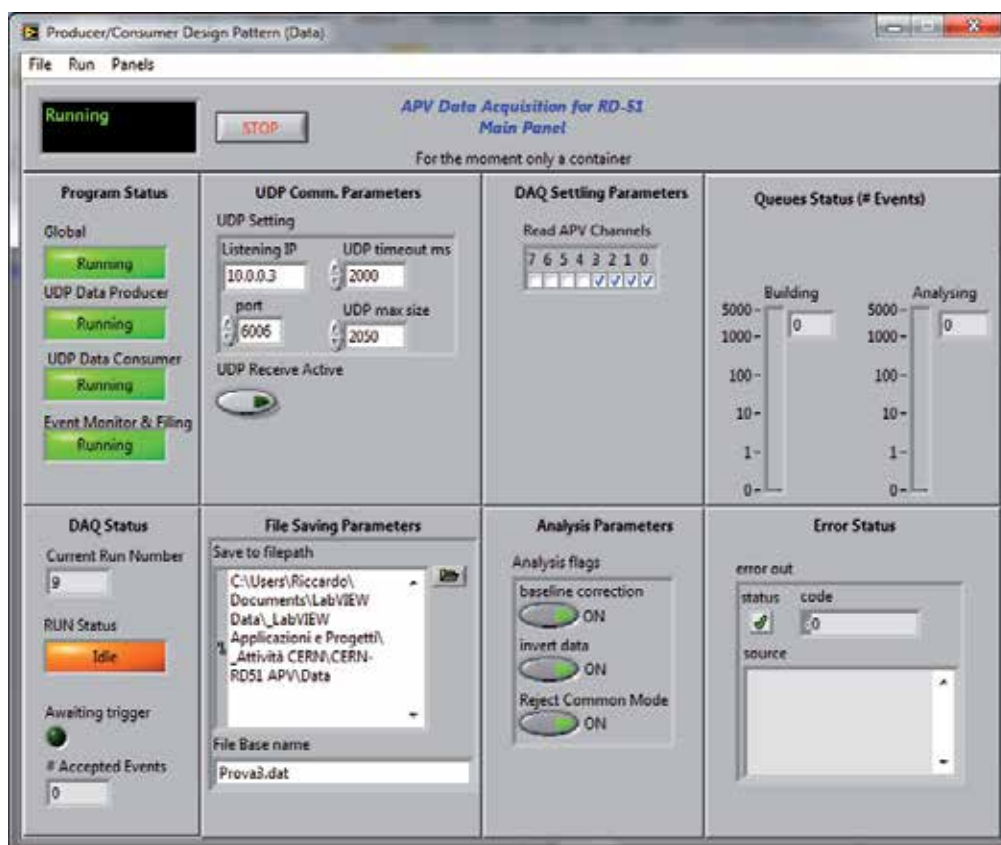 Producer/Consumer Design Pattern (Data)
File Run Panels
Running
STOP
APV Data Acquisition for RD-51
Main Panel
For the moment only a container
Program Status
Global
Running
UDP Data Producer
Running
UDP Data Consumer
Running
Event Monitor & Filing
Running
UDP Comm. Parameters
UDP Setting
Listening IP
10.0.0.3
UDP timeout ms
2000
port
6006
UDP max size
2050
UDP Receive Active
DAQ Settling Parameters
Read APV Channels
7 6 5 4 3 2 1 0
Queues Status (# Events)
Building
0
5000
1000
100
10
1
0
Analysing
0
5000
1000
100
10
1
0
DAQ Status
Current Run Number
9
RUN Status
Idle
Awaiting trigger
# Accepted Events
0
File Saving Parameters
Save to filepath
C:\Users\Riccardo\
Documents\LabVIEW
Data\_LabVIEW
Applicazioni e Progetti\
_Attività CERN\CERN-
RD51 APV\Data
File Base name
Prova3.dat
Analysis Parameters
Analysis flags
baseline correction
ON
invert data
ON
Reject Common Mode
ON
Error Status
error out
status code
0
source